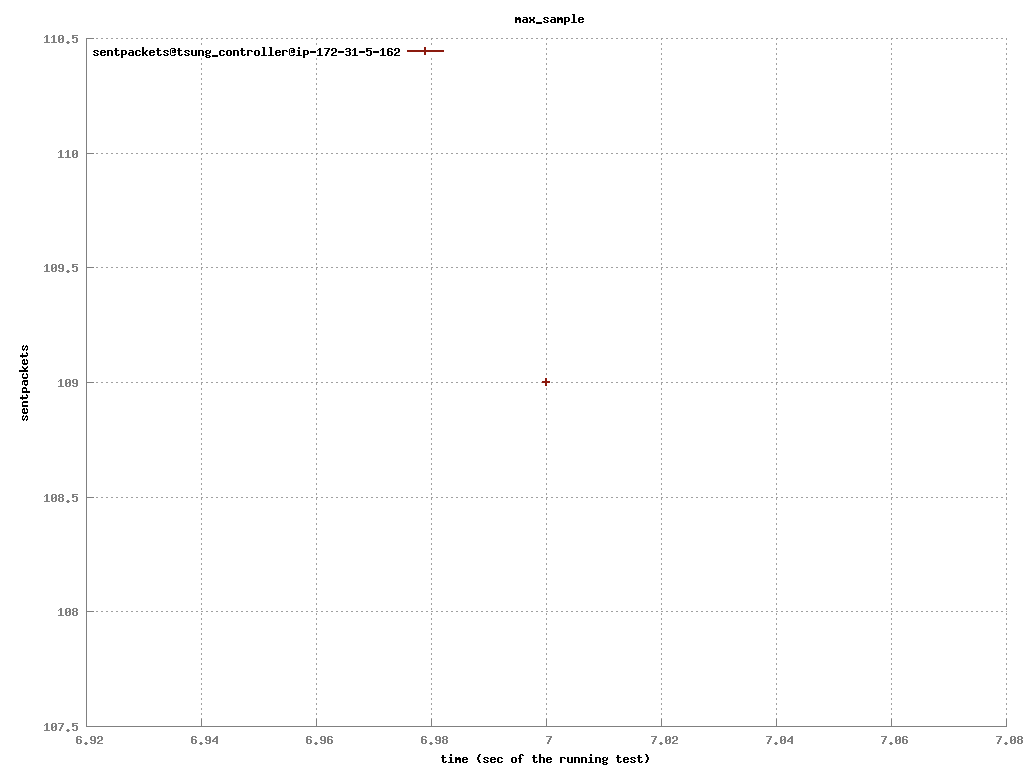 max_sample
110.5
sentpackets@tsung_controller@ip-172-31-5-162
110
109.5
sentpackets
109
108.5
108
107.5
6.92 6.94 6.96 6.98 7 7.02 7.04 7.06 7.08
time (sec of the running test)